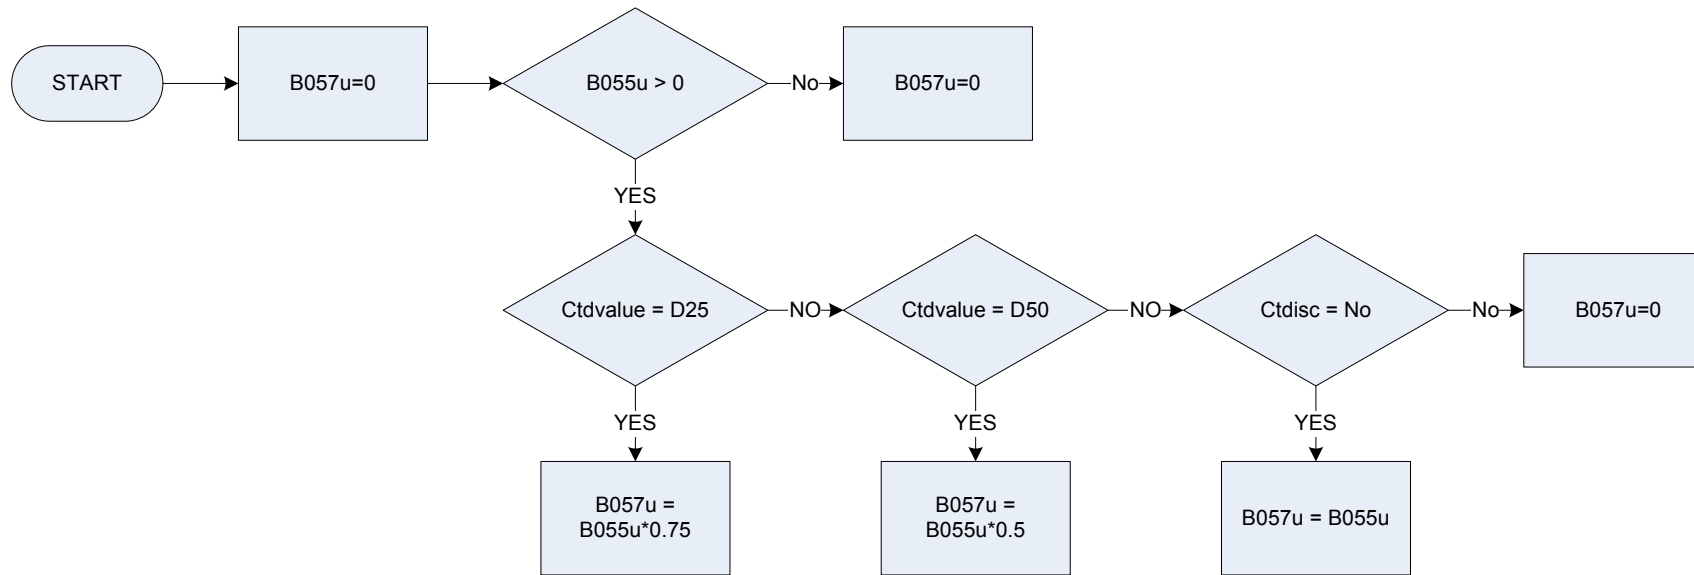 START
B057u=0
B055u > 0
No
B057u=0
YES
Ctdvalue = D25
NO
Ctdvalue = D50
NO
Ctdisc = No
No
B057u=0
YES
YES
YES
B057u =
B055u*0.75
B057u =
B055u*0.5
B057u = B055u